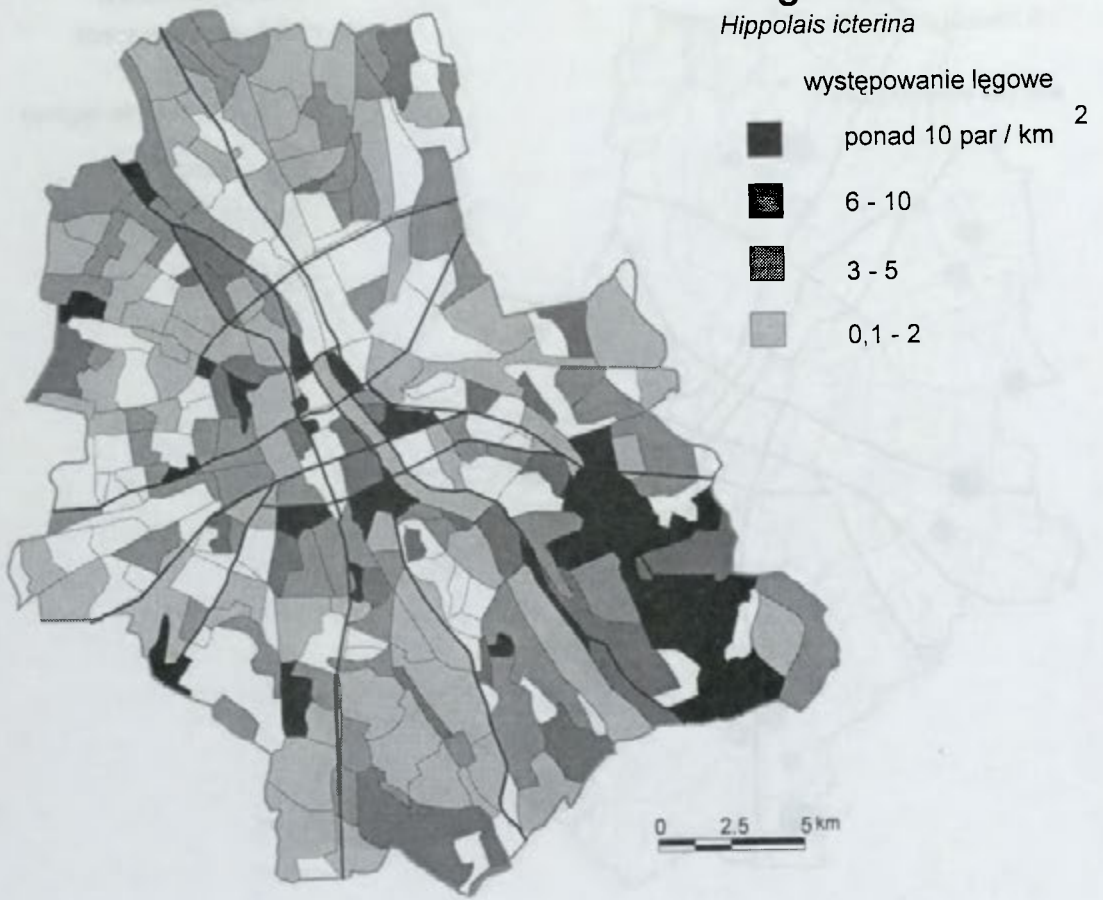 Hippolais icterina
występowanie lęgowe
ponad 10 par / km 2
6 - 10
3 - 5
0,1 - 2
0 2,5 5 km